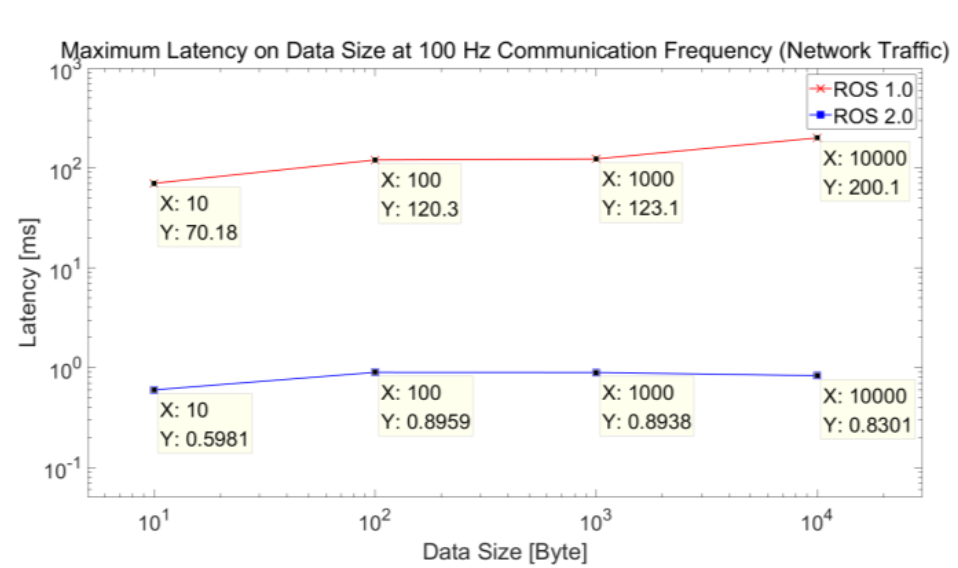 Maximum Latency on Data Size at 100 Hz Communication Frequency (Network Traffic)
10^3
ROS 1.0
ROS 2.0
10^2
X: 10
Y: 70.18
X: 100
Y: 120.3
X: 1000
Y: 123.1
X: 10000
Y: 200.1
10^1
Latency [ms]
10^0
X: 10
Y: 0.5981
X: 100
Y: 0.8959
X: 1000
Y: 0.8938
X: 10000
Y: 0.8301
10^-1
10^1
10^2
10^3
10^4
Data Size [Byte]